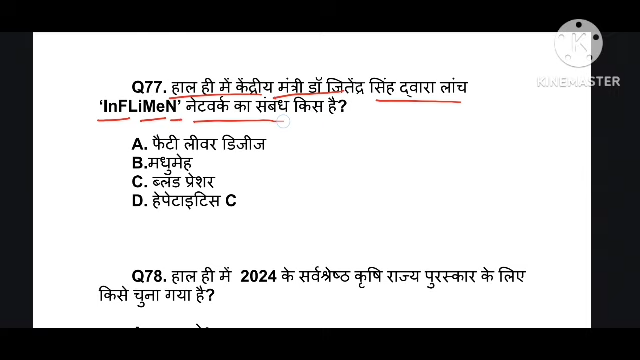 Q77. हाल ही में केंद्रीय मंत्री डॉ जितेंद्र सिंह द्वारा लांच
'InFLiMeN' नेटवर्क का संबंध किस है?
A. फैटी लीवर डिजीज
B.मधुमेह
C. ब्लड प्रेशर
D. हेपेटाइटिस C
Q78. हाल ही में 2024 के सर्वश्रेष्ठ कृषि राज्य पुरस्कार के लिए
किसे चुना गया है?
KINEMASTER